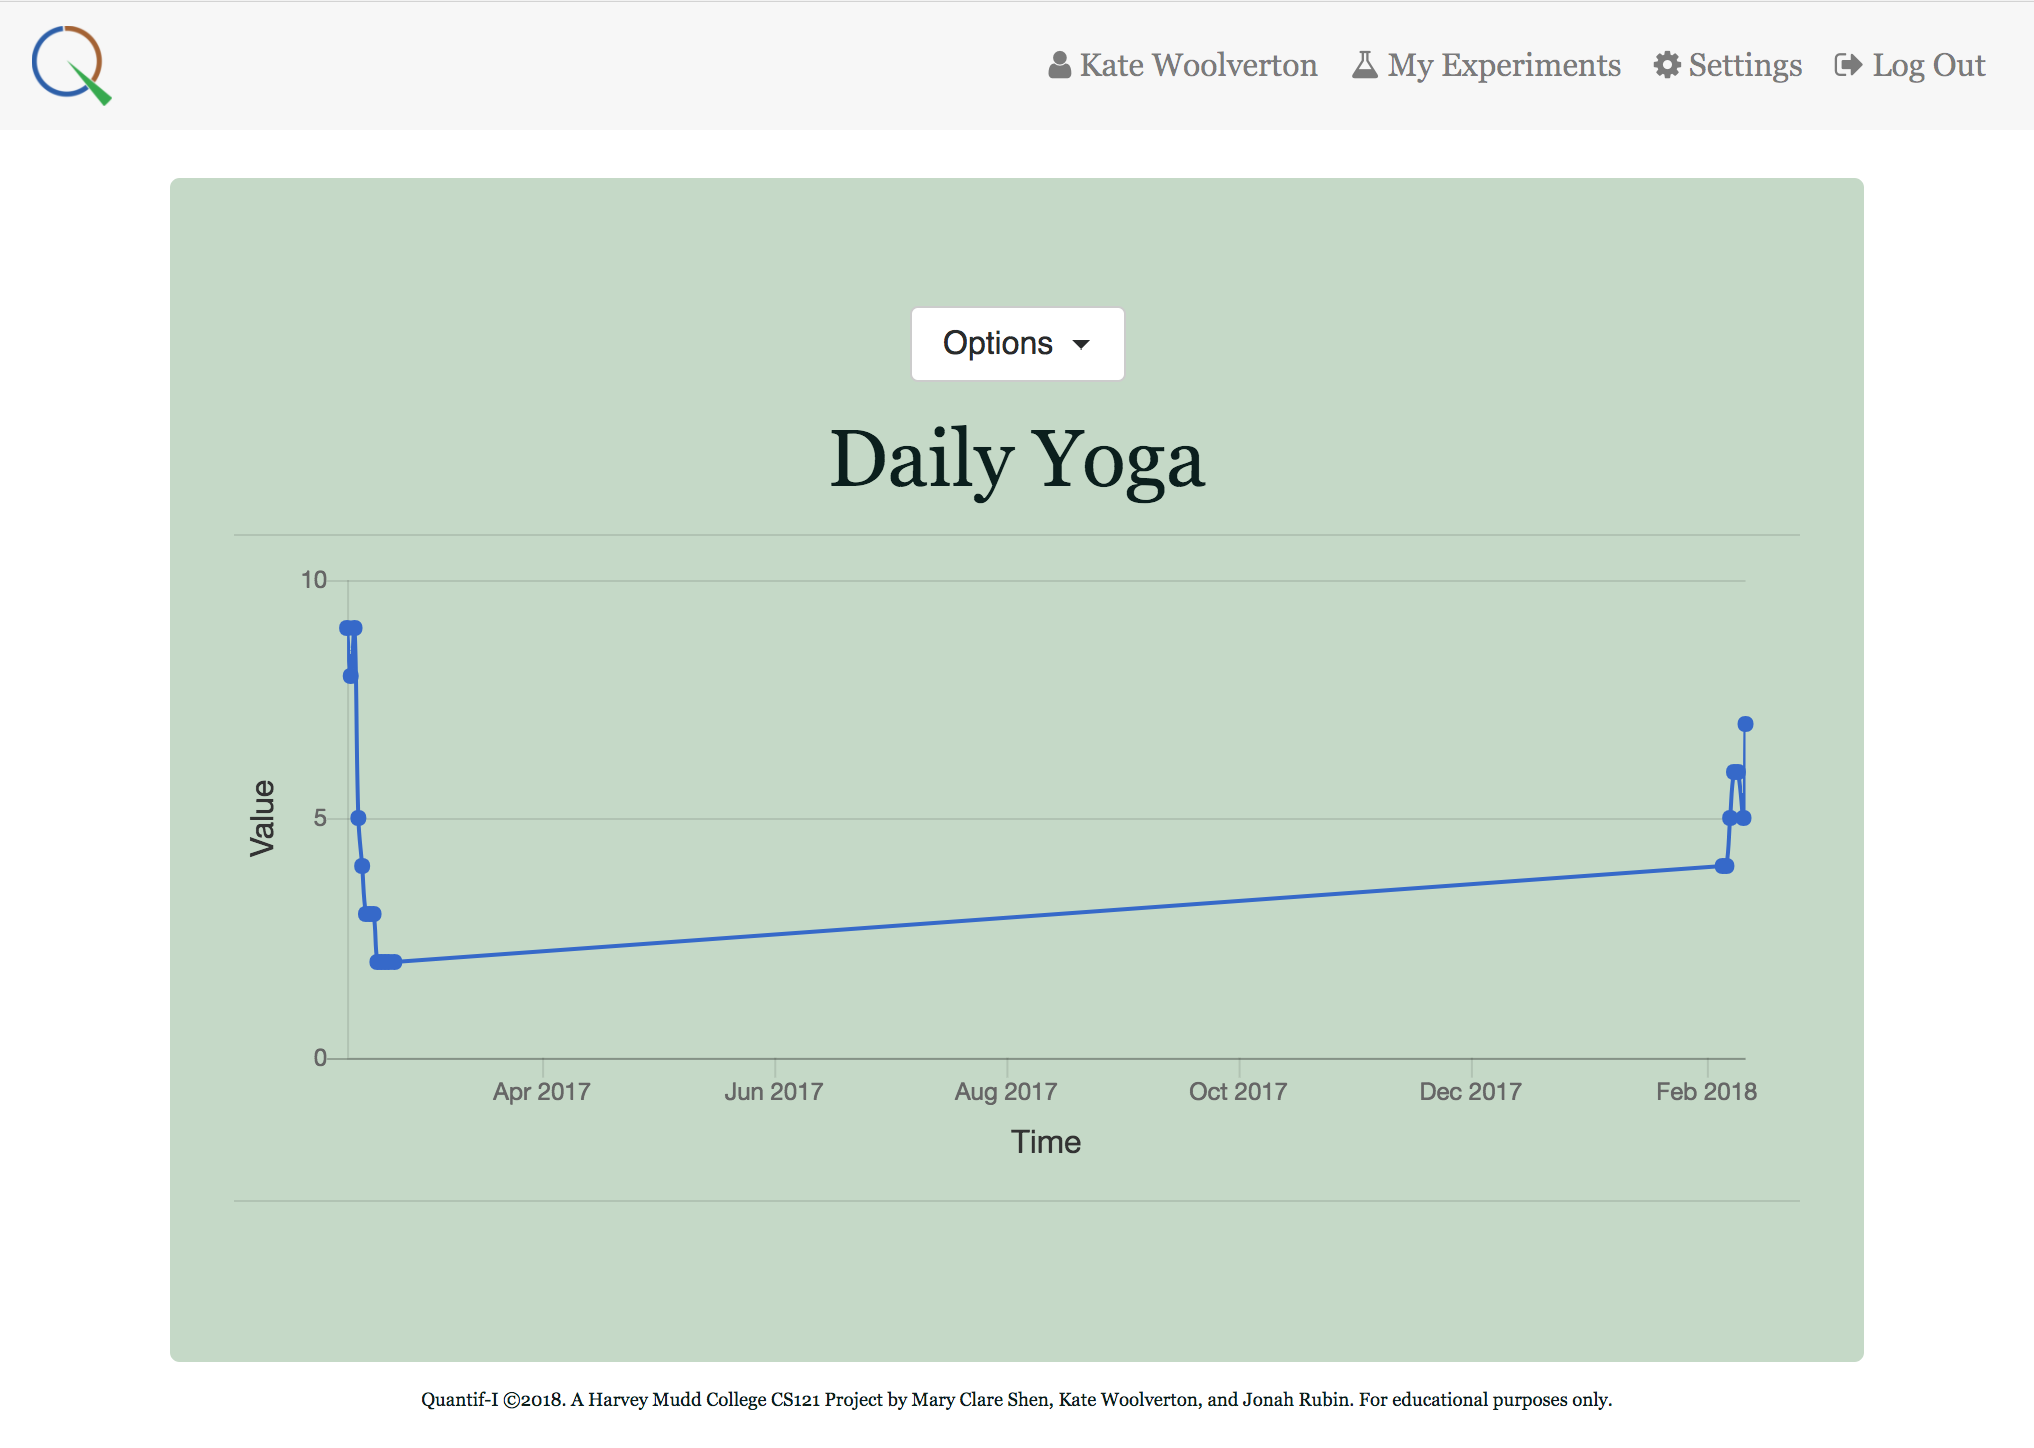 Kate Woolverton My Experiments Settings Log Out
Options
Daily Yoga
10
5
0
Value
Apr 2017 Jun 2017 Aug 2017 Oct 2017 Dec 2017 Feb 2018
Time
Quantif-I ©2018. A Harvey Mudd College CS121 Project by Mary Clare Shen, Kate Woolverton, and Jonah Rubin. For educational purposes only.